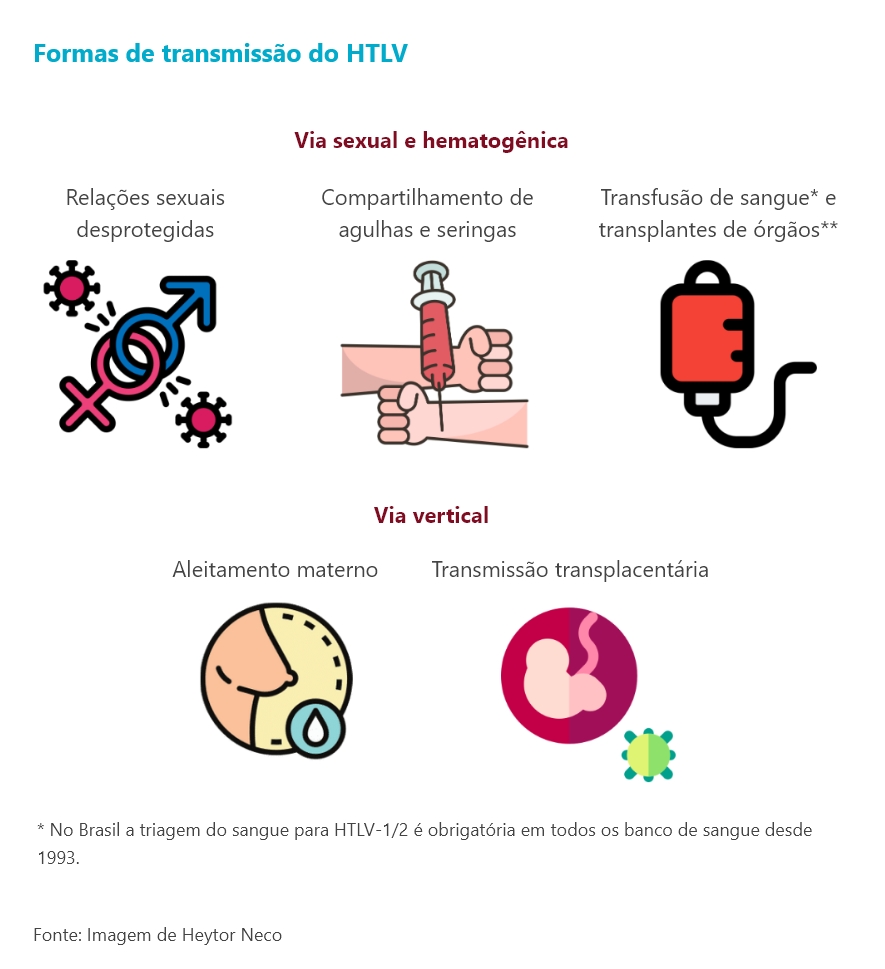 Formas de transmissão do HTLV
Via sexual e hematogênica
Relações sexuais
desprotegidas
Compartilhamento de
agulhas e seringas
Transfusão de sangue* e
transplantes de órgãos**
Via vertical
Aleitamento materno
Transmissão transplacentária
* No Brasil a triagem do sangue para HTLV-1/2 é obrigatória em todos os banco de sangue desde
1993.
Fonte: Imagem de Heytor Neco